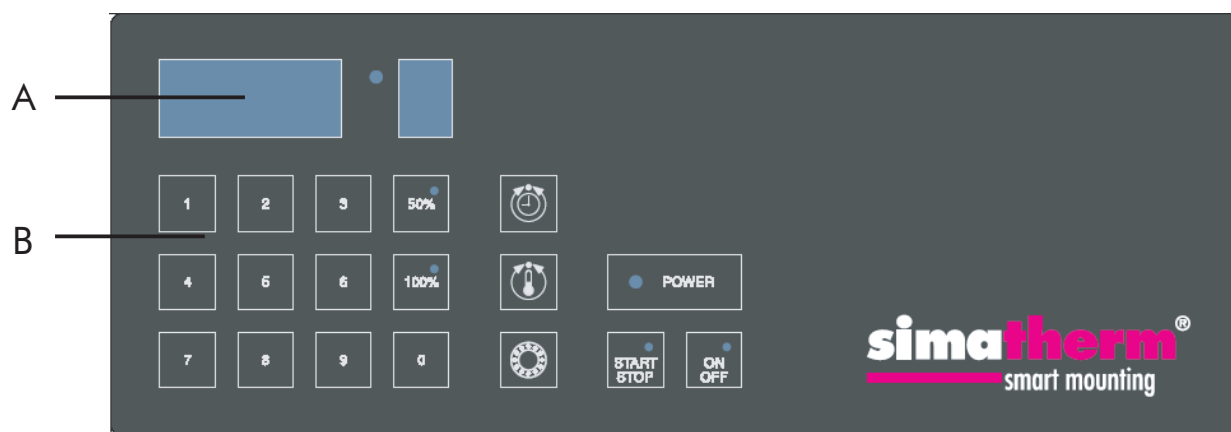 A
B
1 2 3 50%
4 5 6 100% POWER
7 8 9 0 START STOP ON OFF
simatherm®
smart mounting